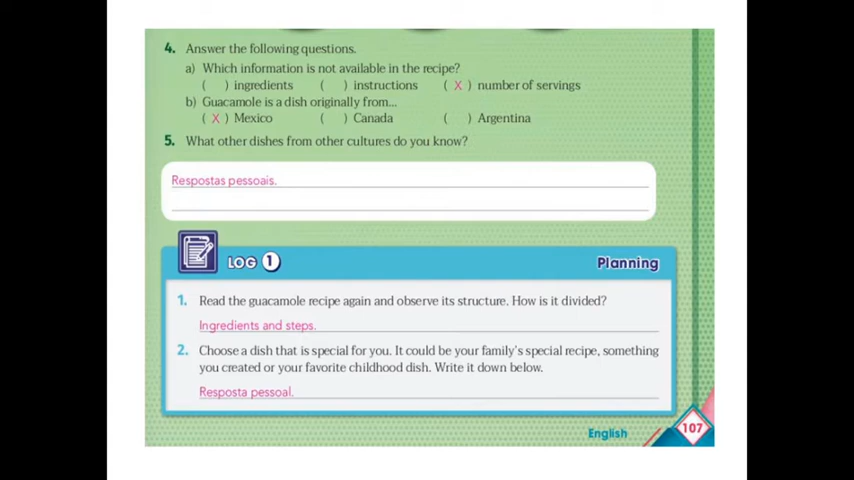 4. Answer the following questions.
a) Which information is not available in the recipe?
( ) ingredients ( ) instructions ( X ) number of servings
b) Guacamole is a dish originally from...
( X ) Mexico ( ) Canada ( ) Argentina
5. What other dishes from other cultures do you know?
Respostas pessoais.
LOG 1 Planning
1. Read the guacamole recipe again and observe its structure. How is it divided?
Ingredients and steps.
2. Choose a dish that is special for you. It could be your family's special recipe, something
you created or your favorite childhood dish. Write it down below.
Resposta pessoal.
English 107